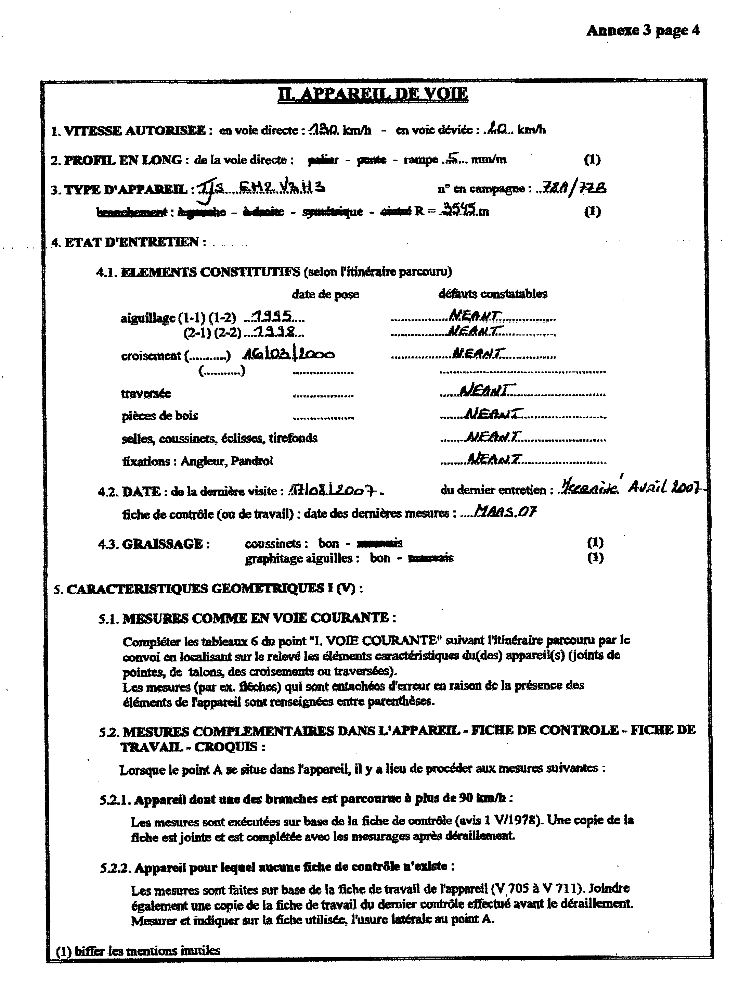 Annexe 3 page 4
II. APPAREIL DE VOIE
1. VITESSE AUTORISEE : en voie directe : .130. km/h - en voie déviée : ..... km/h
2. PROFIL EN LONG : de la voie directe : palier - pente - rampe ..5... mm/m (1)
3. TYPE D'APPAREIL : TJS....EH2.V3.H3 n° en campagne : ..78A/77B
branchement : à gauche - à droite - symétrique - cintré R = .3545.m (1)
4. ETAT D'ENTRETIEN :
4.1. ELEMENTS CONSTITUTIFS (selon l'itinéraire parcouru)
date de pose défauts constatables
aiguillage (1-1) (1-2) ...1995.... ................NEANT................
(2-1) (2-2) ....1998... ................NEANT................
croisement (...........) 16/03/2000 .................NEANT................
(...........) ................. ..............................................
traversée ................. ......NEANT............................
pièces de bois ................. .......NEANT........................
selles, coussinets, éclisses, tirefonds ........NEANT........................
fixations : Angleur, Pandrol .........NEANT........................
4.2. DATE : de la dernière visite : .17/08/2007. du dernier entretien : ..Mecanisé Avril 2007
fiche de contrôle (ou de travail) : date des dernières mesures : ....MARS.07
4.3. GRAISSAGE : coussinets : bon - mauvais (1)
graphitage aiguilles : bon - mauvais (1)
5. CARACTERISTIQUES GEOMETRIQUES I (V) :
5.1. MESURES COMME EN VOIE COURANTE :
Compléter les tableaux 6 du point "I. VOIE COURANTE" suivant l'itinéraire parcouru par le
convoi en localisant sur le relevé les éléments caractéristiques du(des) appareil(s) (joints de
pointes, de talons, des croisements ou traversées).
Les mesures (par ex. flèches) qui sont entachées d'erreur en raison de la présence des
éléments de l'appareil sont renseignées entre parenthèses.
5.2. MESURES COMPLEMENTAIRES DANS L'APPAREIL - FICHE DE CONTROLE - FICHE DE
TRAVAIL - CROQUIS :
Lorsque le point A se situe dans l'appareil, il y a lieu de procéder aux mesures suivantes :
5.2.1. Appareil dont une des branches est parcourue à plus de 90 km/h :
Les mesures sont exécutées sur base de la fiche de contrôle (avis 1 V/1978). Une copie de la
fiche est jointe et est complétée avec les mesurages après déraillement.
5.2.2. Appareil pour lequel aucune fiche de contrôle n'existe :
Les mesures sont faites sur base de la fiche de travail de l'appareil (V 705 à V 711). Joindre
également une copie de la fiche de travail du dernier contrôle effectué avant le déraillement.
Mesurer et indiquer sur la fiche utilisée, l'usure latérale au point A.
(1) biffer les mentions inutiles